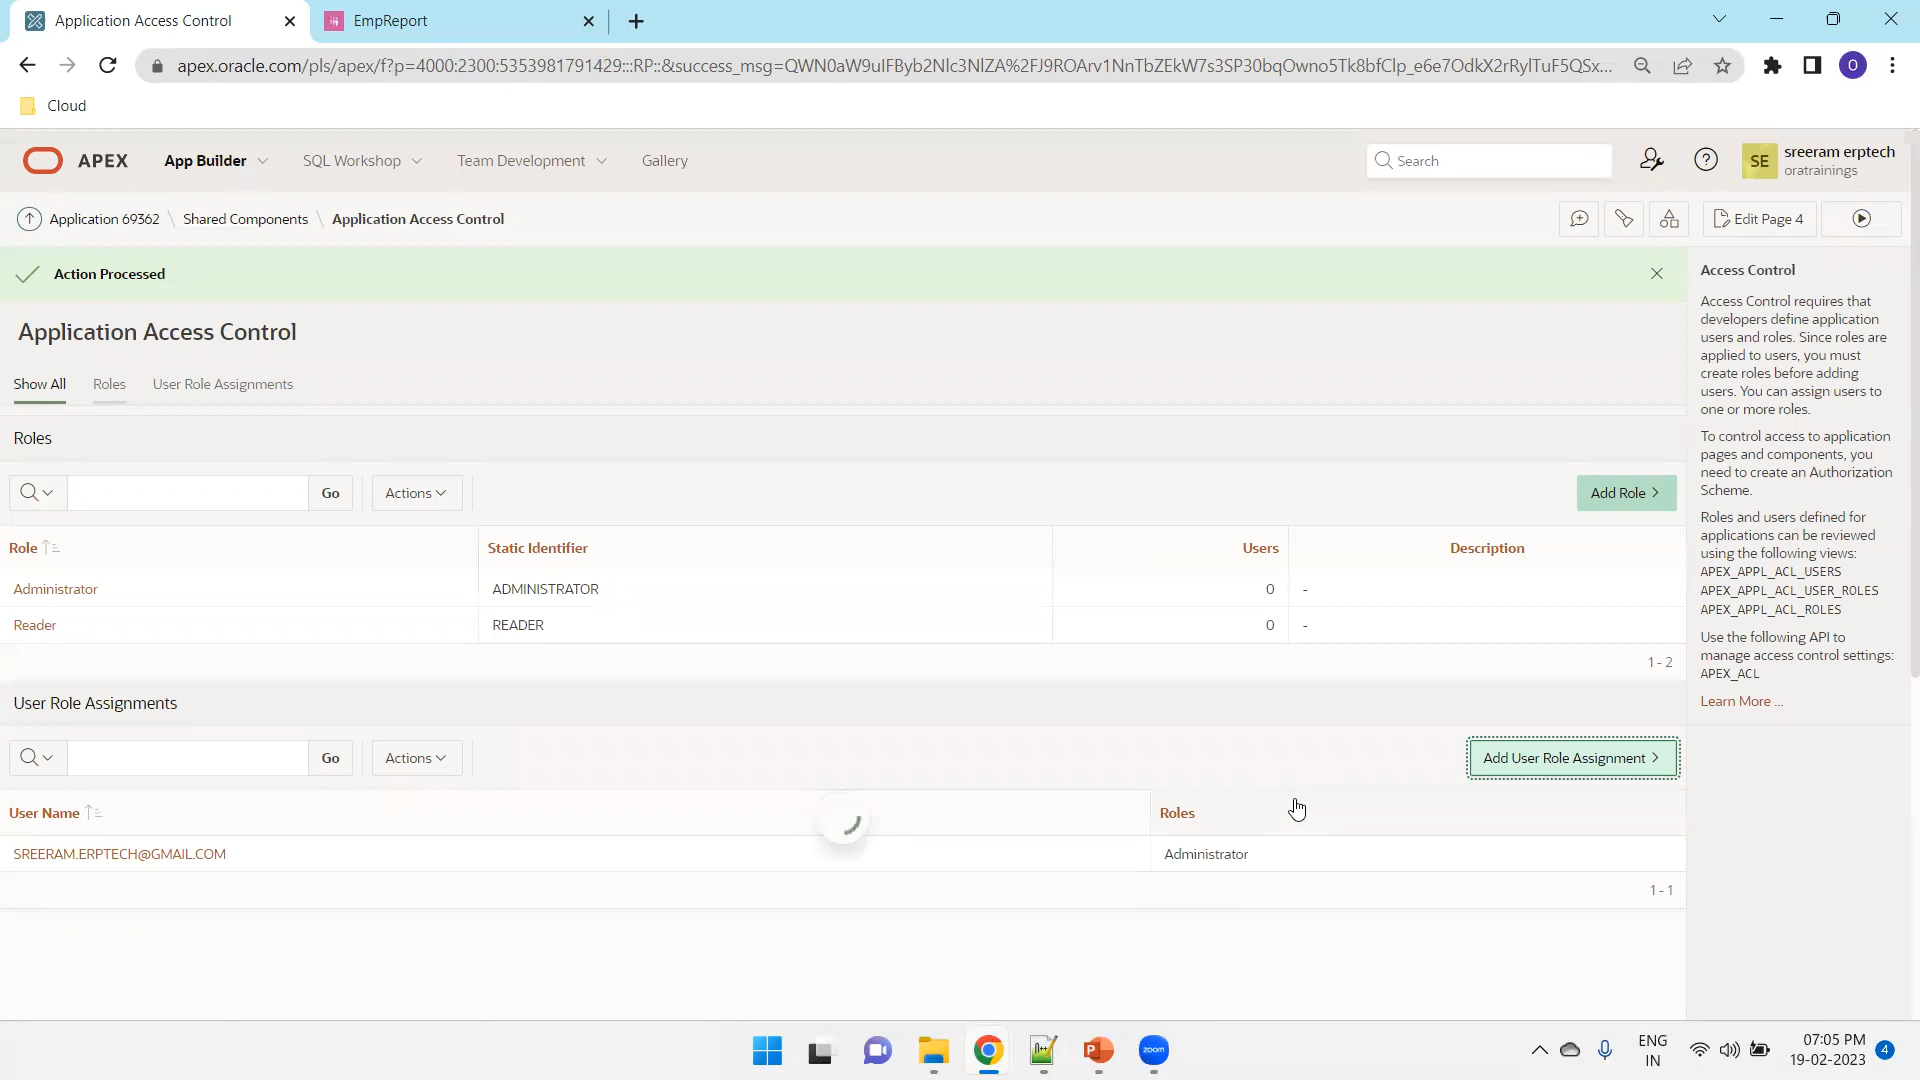 Application Access Control
EmpReport
apex.oracle.com/pls/apex/f?p=4000:2300:5353981791429:::RP::&success_msg=QWN0aW9uIFByb2Nlc3NlZA%2FJ9ROArv1NnTbZEkW7s3SP30bqOwno5Tk8bfClp_e6e7OdkX2rRylTuF5QSx...
O
Cloud
APEX
App Builder
SQL Workshop
Team Development
Gallery
Search
SE
sreeram erptech
oratrainings
Application 69362 \ Shared Components \ Application Access Control
Edit Page 4
Action Processed
Application Access Control
Show All
Roles
User Role Assignments
Roles
Go
Actions
Add Role >
Role
Static Identifier
Users
Description
Administrator
ADMINISTRATOR
0
-
Reader
READER
0
-
1 - 2
User Role Assignments
Go
Actions
Add User Role Assignment >
User Name
Roles
SREERAM.ERPTECH@GMAIL.COM
Administrator
1 - 1
Access Control
Access Control requires that
developers define application
users and roles. Since roles are
applied to users, you must
create roles before adding
users. You can assign users to
one or more roles.
To control access to application
pages and components, you
need to create an Authorization
Scheme.
Roles and users defined for
applications can be reviewed
using the following views:
APEX_APPL_ACL_USERS
APEX_APPL_ACL_USER_ROLES
APEX_APPL_ACL_ROLES
Use the following API to
manage access control settings:
APEX_ACL
Learn More ...
zoom
ENG
IN
07:05 PM
19-02-2023
4